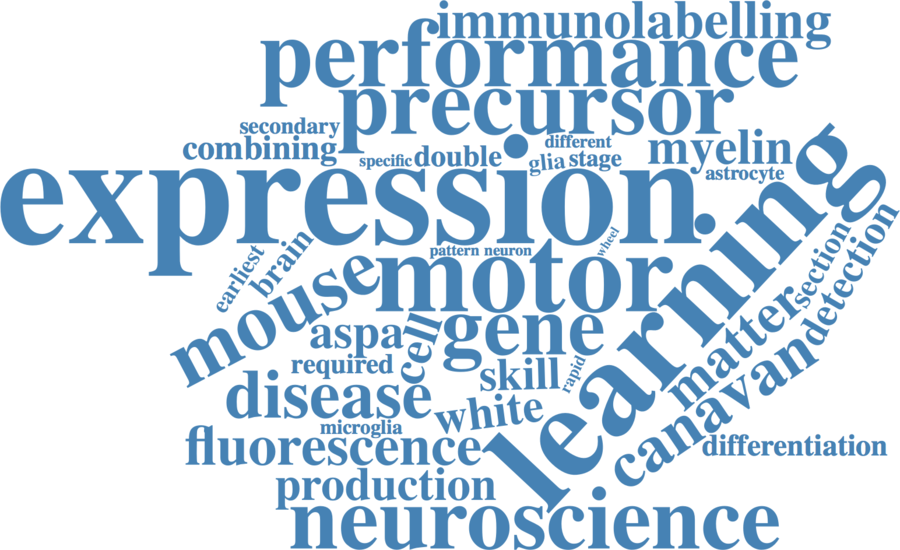 immunolabelling
performance
precursor
secondary
different
combining
specific
double
glia
stage
myelin
astrocyte
expression
learning
pattern
neuron
wheel
earliest
brain
mouse
motor
section
detection
aspa
cell
gene
matter
required
skill
rapid
canavan
disease
white
microglia
fluorescence
differentiation
production
neuroscience